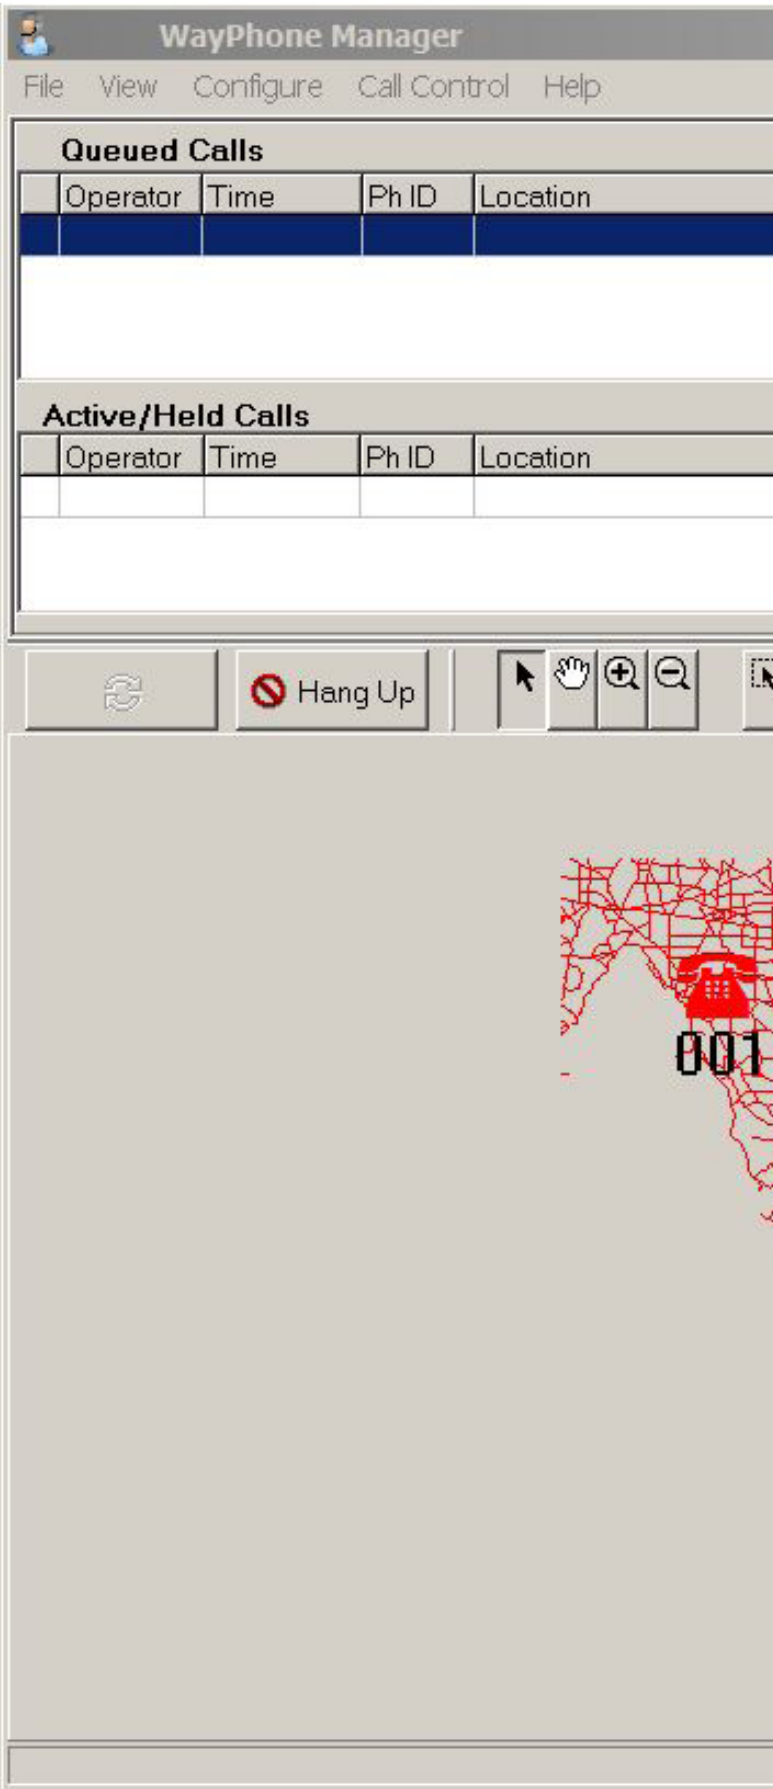 WayPhone Manager
File View Configure Call Control Help
Queued Calls
Operator Time Ph ID Location
Active/Held Calls
Operator Time Ph ID Location
Hang Up
001